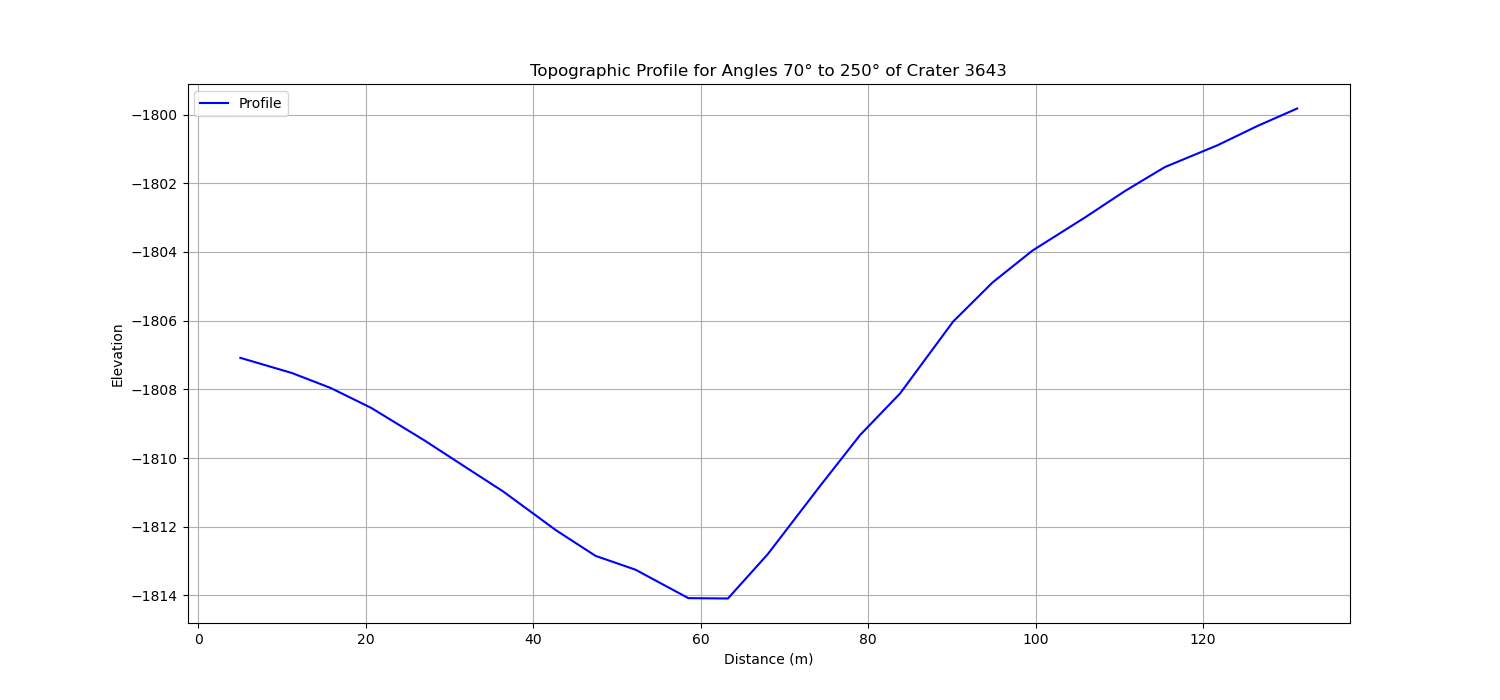 Topographic Profile for Angles 70° to 250° of Crater 3643
Profile
−1800
−1802
−1804
−1806
−1808
−1810
−1812
−1814
Elevation
0 20 40 60 80 100 120
Distance (m)